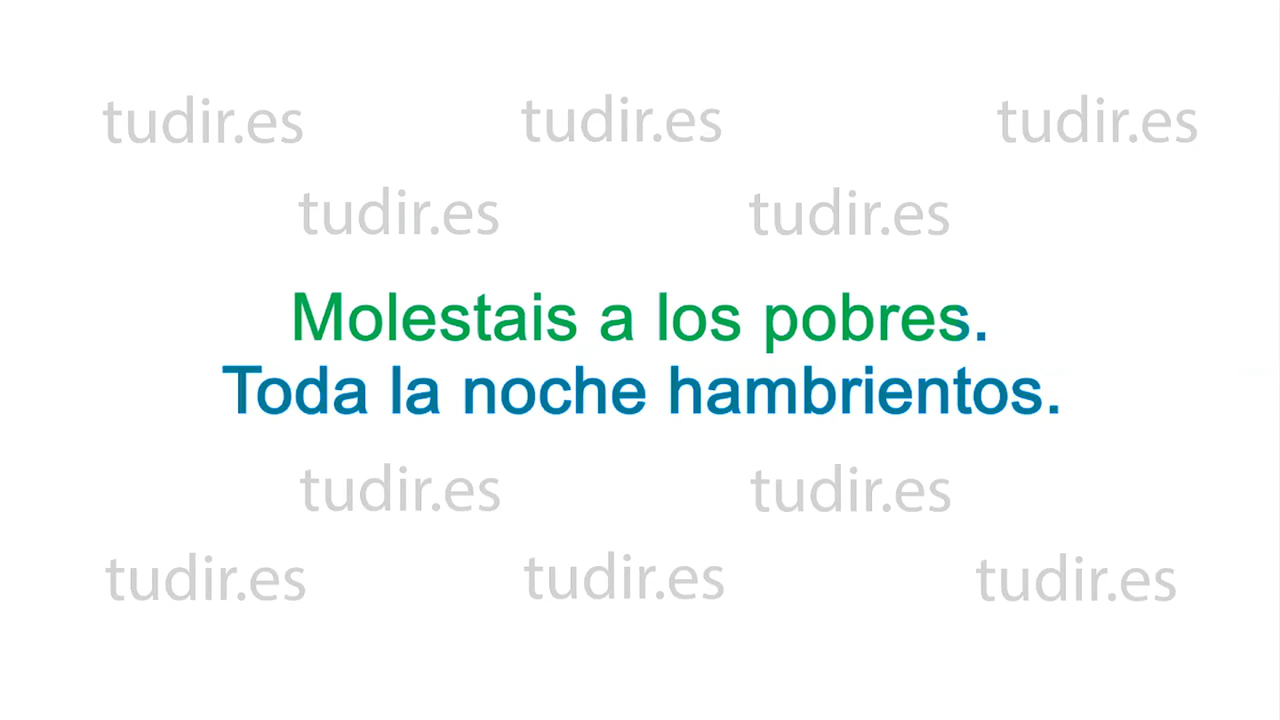 tudir.es tudir.es tudir.es
tudir.es tudir.es
Molestais a los pobres.
Toda la noche hambrientos.
tudir.es tudir.es
tudir.es tudir.es tudir.es